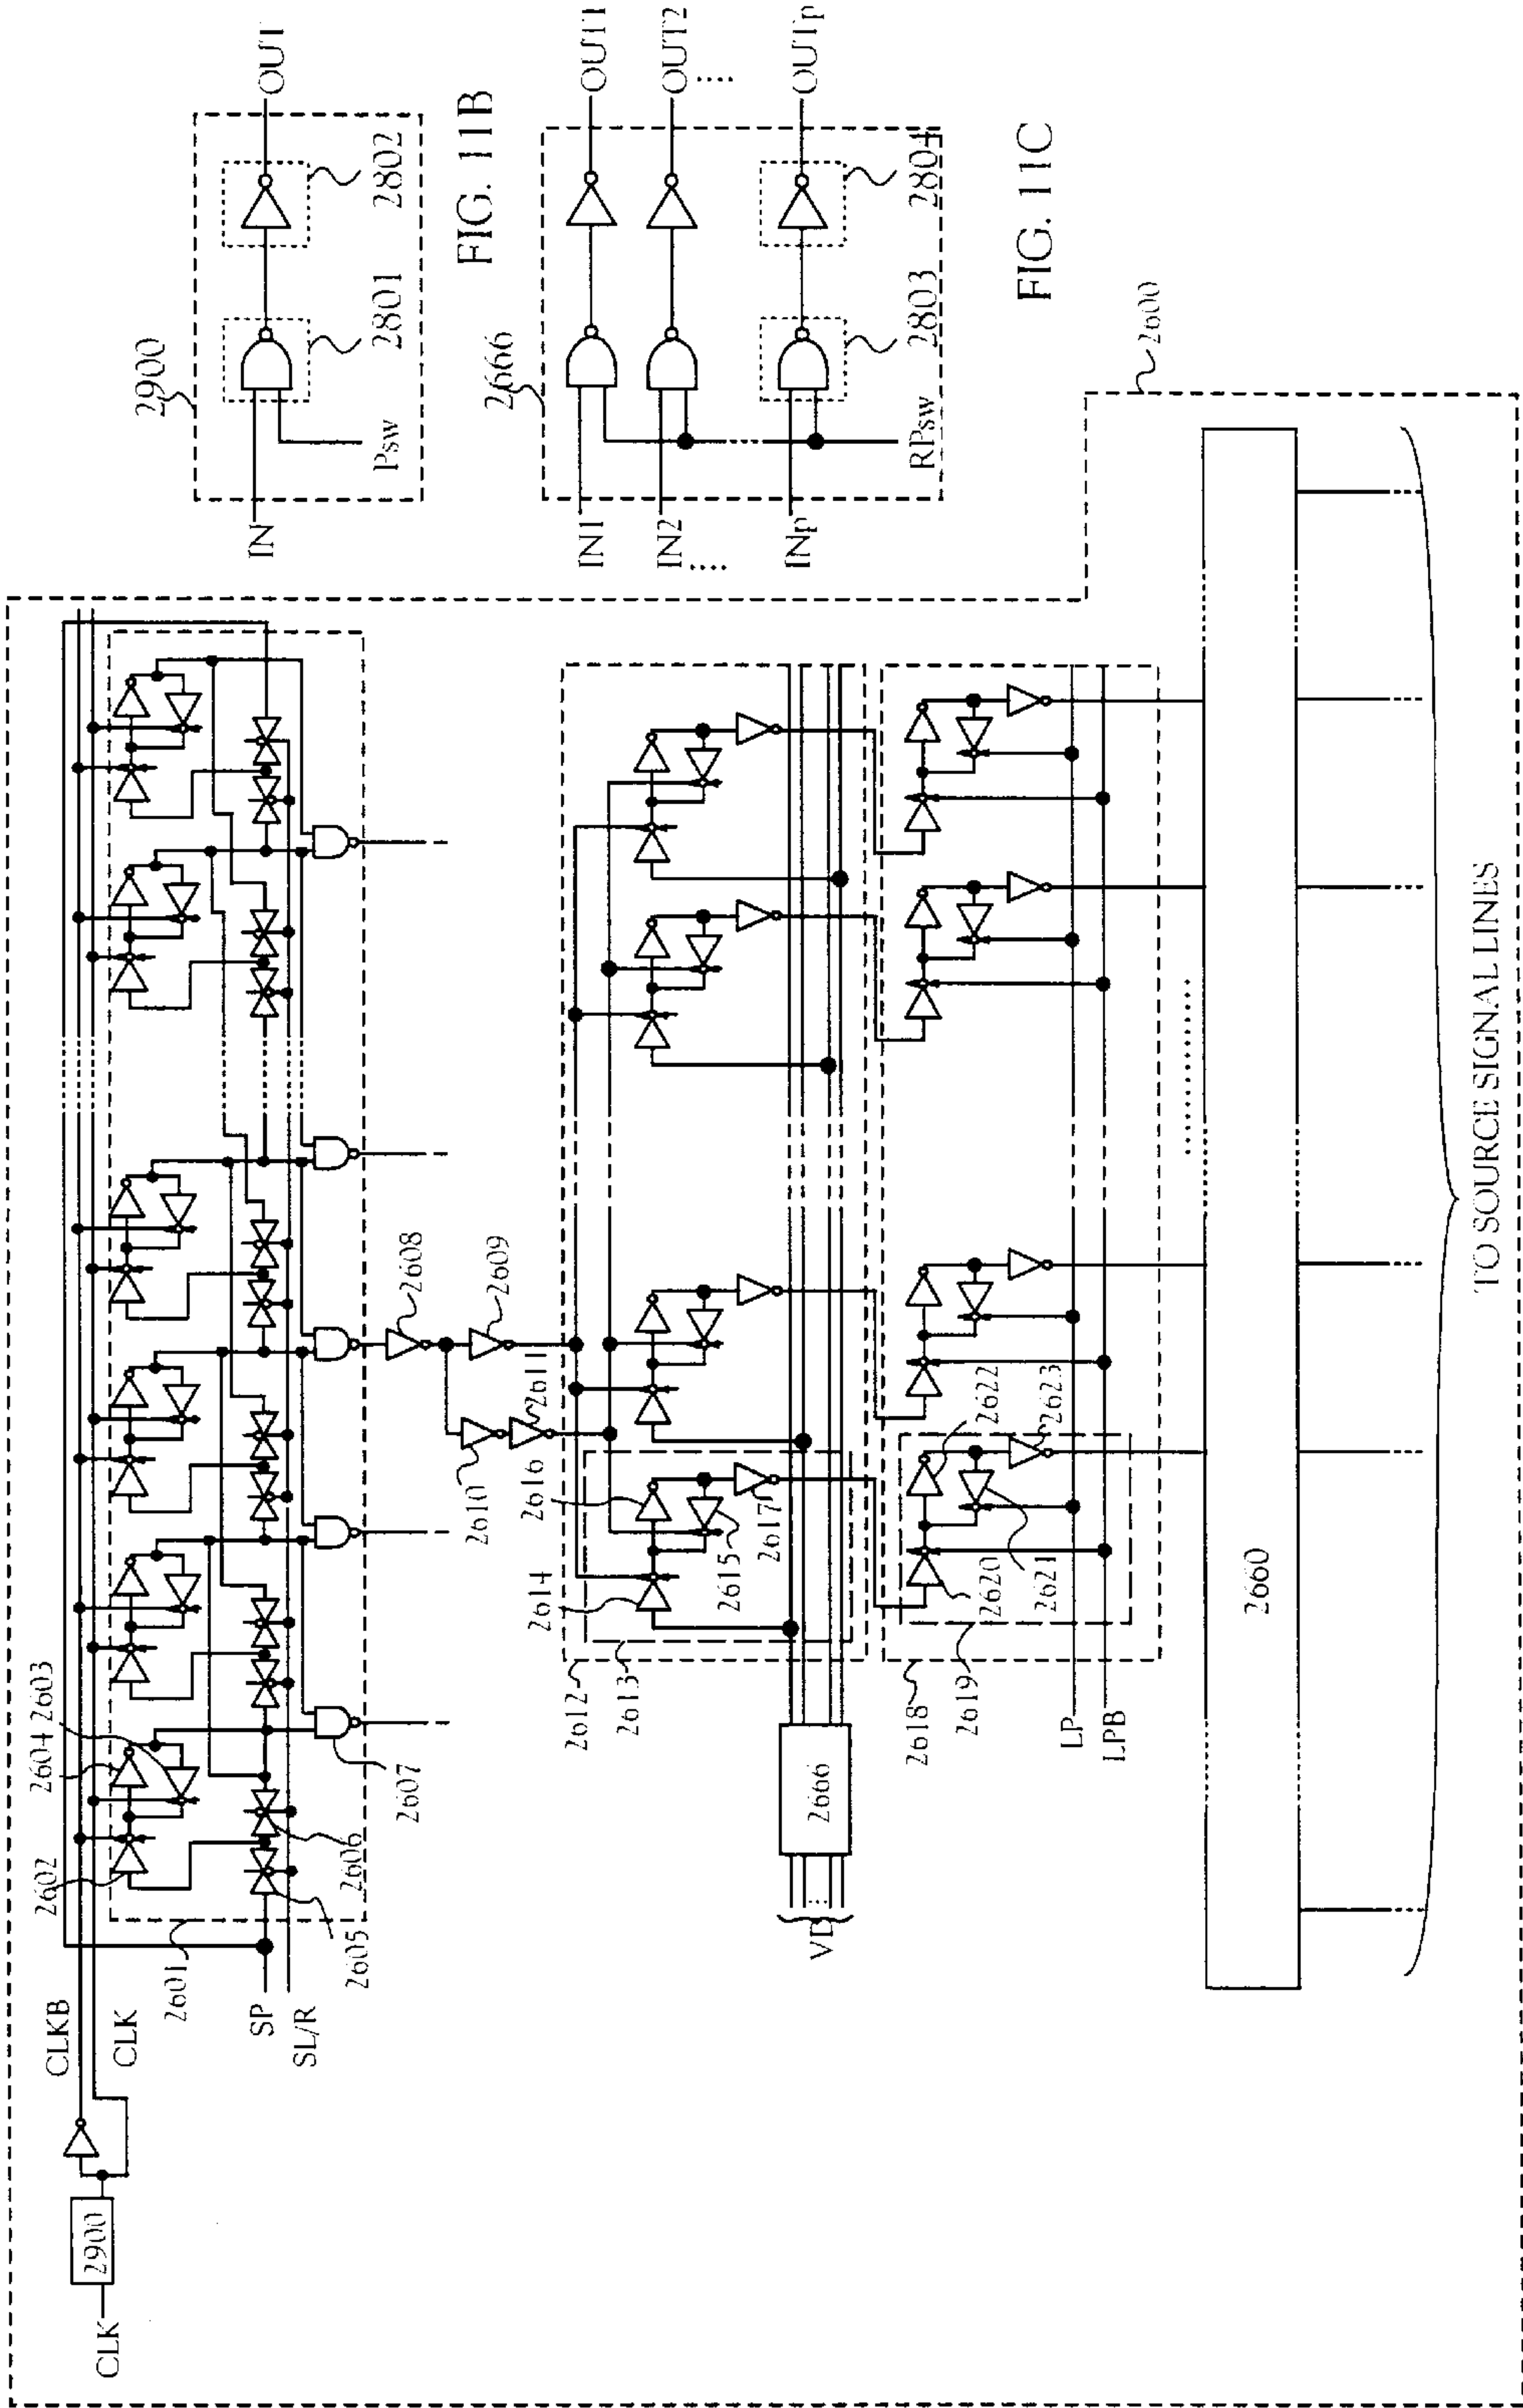 CLK
2900
CLKB
CLK
2601
SP
SL/R
2602
2604
2603
2605
2606
2607
2608
2609
2610
2611
2612
2613
2614
2616
2615
2617
VD
2666
2618
2619
2620
2621
2622
2623
LP
LPB
2660
2600
TO SOURCE SIGNAL LINES
2900
IN
Psw
2801
2802
OUT
FIG. 11B
2666
IN1
IN2
INp
RPsw
2803
2804
OUT1
OUT2
OUTp
FIG. 11C